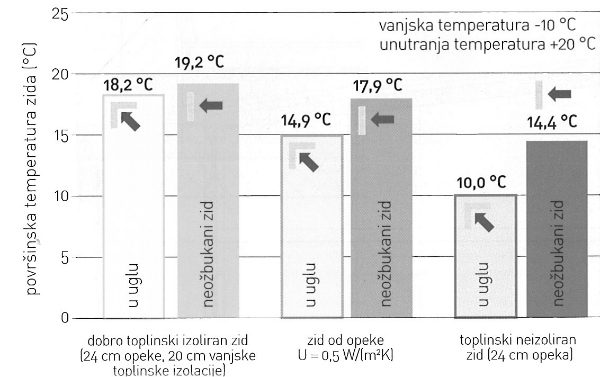 vanjska temperatura -10 °C
unutranja temperatura +20 °C
površinska temperatura zida (°C)
25
20
15
10
5
0
18,2 °C
19,2 °C
14,9 °C
17,9 °C
10,0 °C
14,4 °C
u uglu
neožbukani zid
u uglu
neožbukani zid
u uglu
neožbukani zid
dobro toplinski izoliran zid
(24 cm opeke, 20 cm vanjske
toplinske izolacije)
zid od opeke
U = 0,5 W/(m²K)
toplinski neizoliran
zid (24 cm opeka)